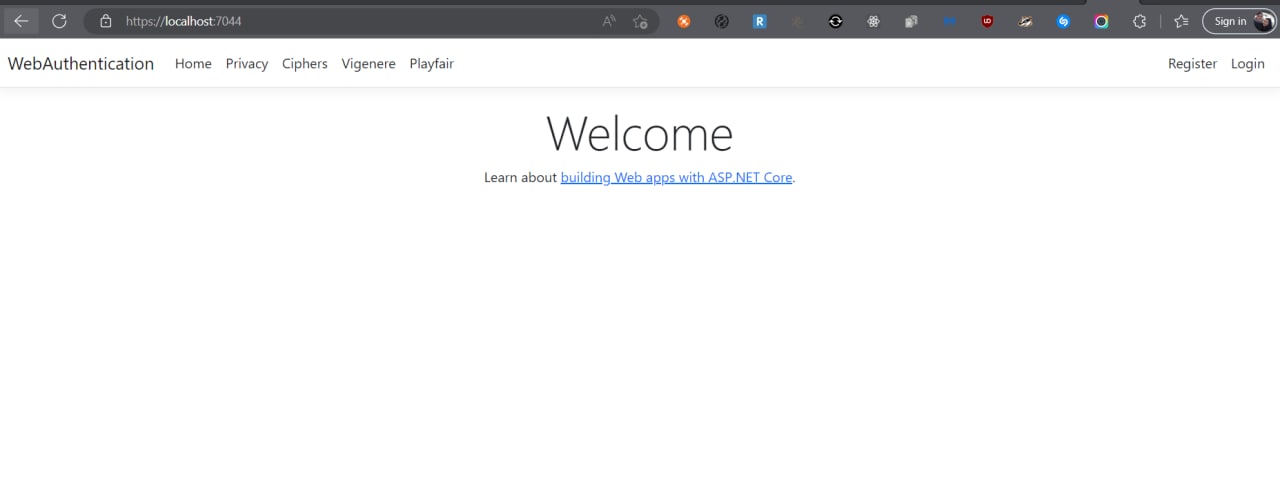 https://localhost:7044
Sign in
WebAuthentication Home Privacy Ciphers Vigenere Playfair Register Login
Welcome
Learn about building Web apps with ASP.NET Core.